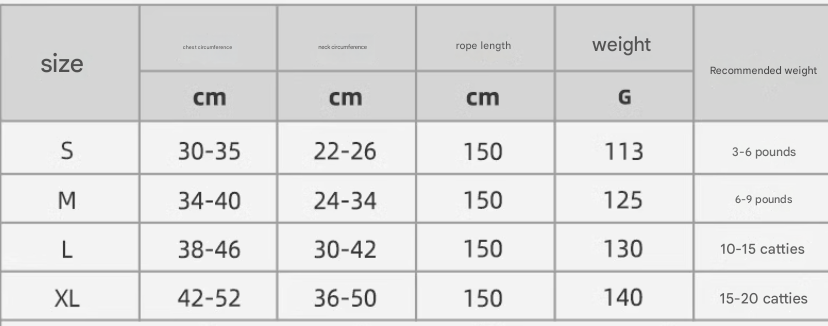 size chest circumference neck circumference rope length weight Recommended weight
cm cm cm G
S 30-35 22-26 150 113 3-6 pounds
M 34-40 24-34 150 125 6-9 pounds
L 38-46 30-42 150 130 10-15 catties
XL 42-52 36-50 150 140 15-20 catties